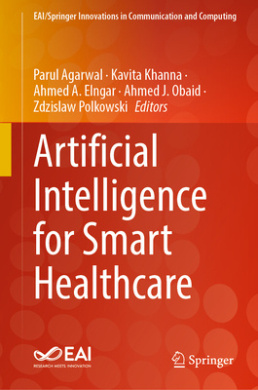 EAI/Springer Innovations in Communication and Computing
Parul Agarwal · Kavita Khanna ·
Ahmed A. Elngar · Ahmed J. Obaid ·
Zdzislaw Polkowski Editors
Artificial
Intelligence
for Smart
Healthcare
EAI
RESEARCH MEETS INNOVATION
Springer